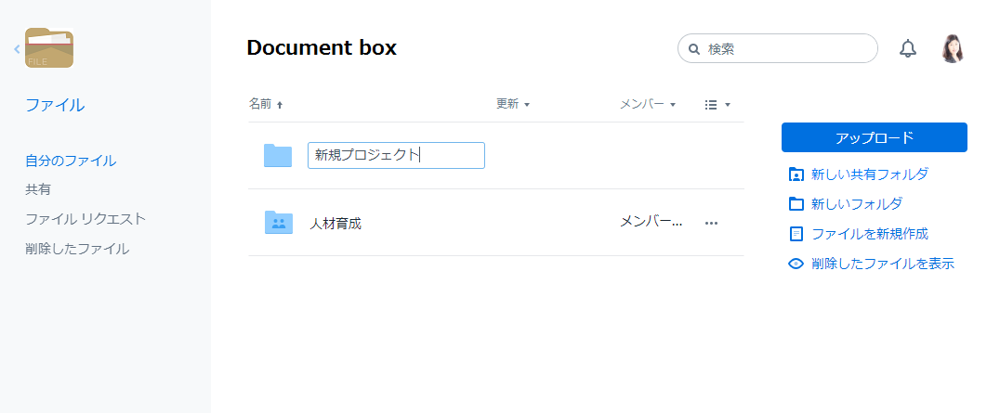 FILE
ファイル
自分のファイル
共有
ファイル リクエスト
削除したファイル
Document box
検索
名前 更新 メンバー
新規プロジェクト
人材育成 メンバー...
アップロード
新しい共有フォルダ
新しいフォルダ
ファイルを新規作成
削除したファイルを表示